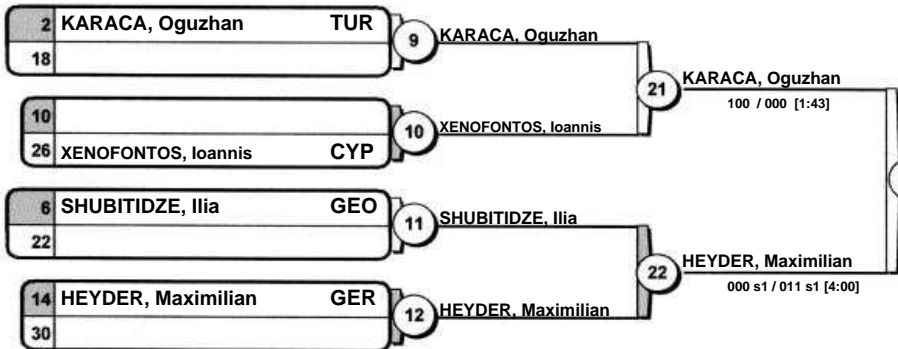 2 KARACA, Oguzhan TUR
18
9
KARACA, Oguzhan
10
26 XENOFONTOS, Ioannis CYP
10
XENOFONTOS, Ioannis
21
KARACA, Oguzhan
100 / 000 [1:43]
6 SHUBITIDZE, Ilia GEO
22
11
SHUBITIDZE, Ilia
14 HEYDER, Maximilian GER
30
12
HEYDER, Maximilian
22
HEYDER, Maximilian
000 s1 / 011 s1 [4:00]